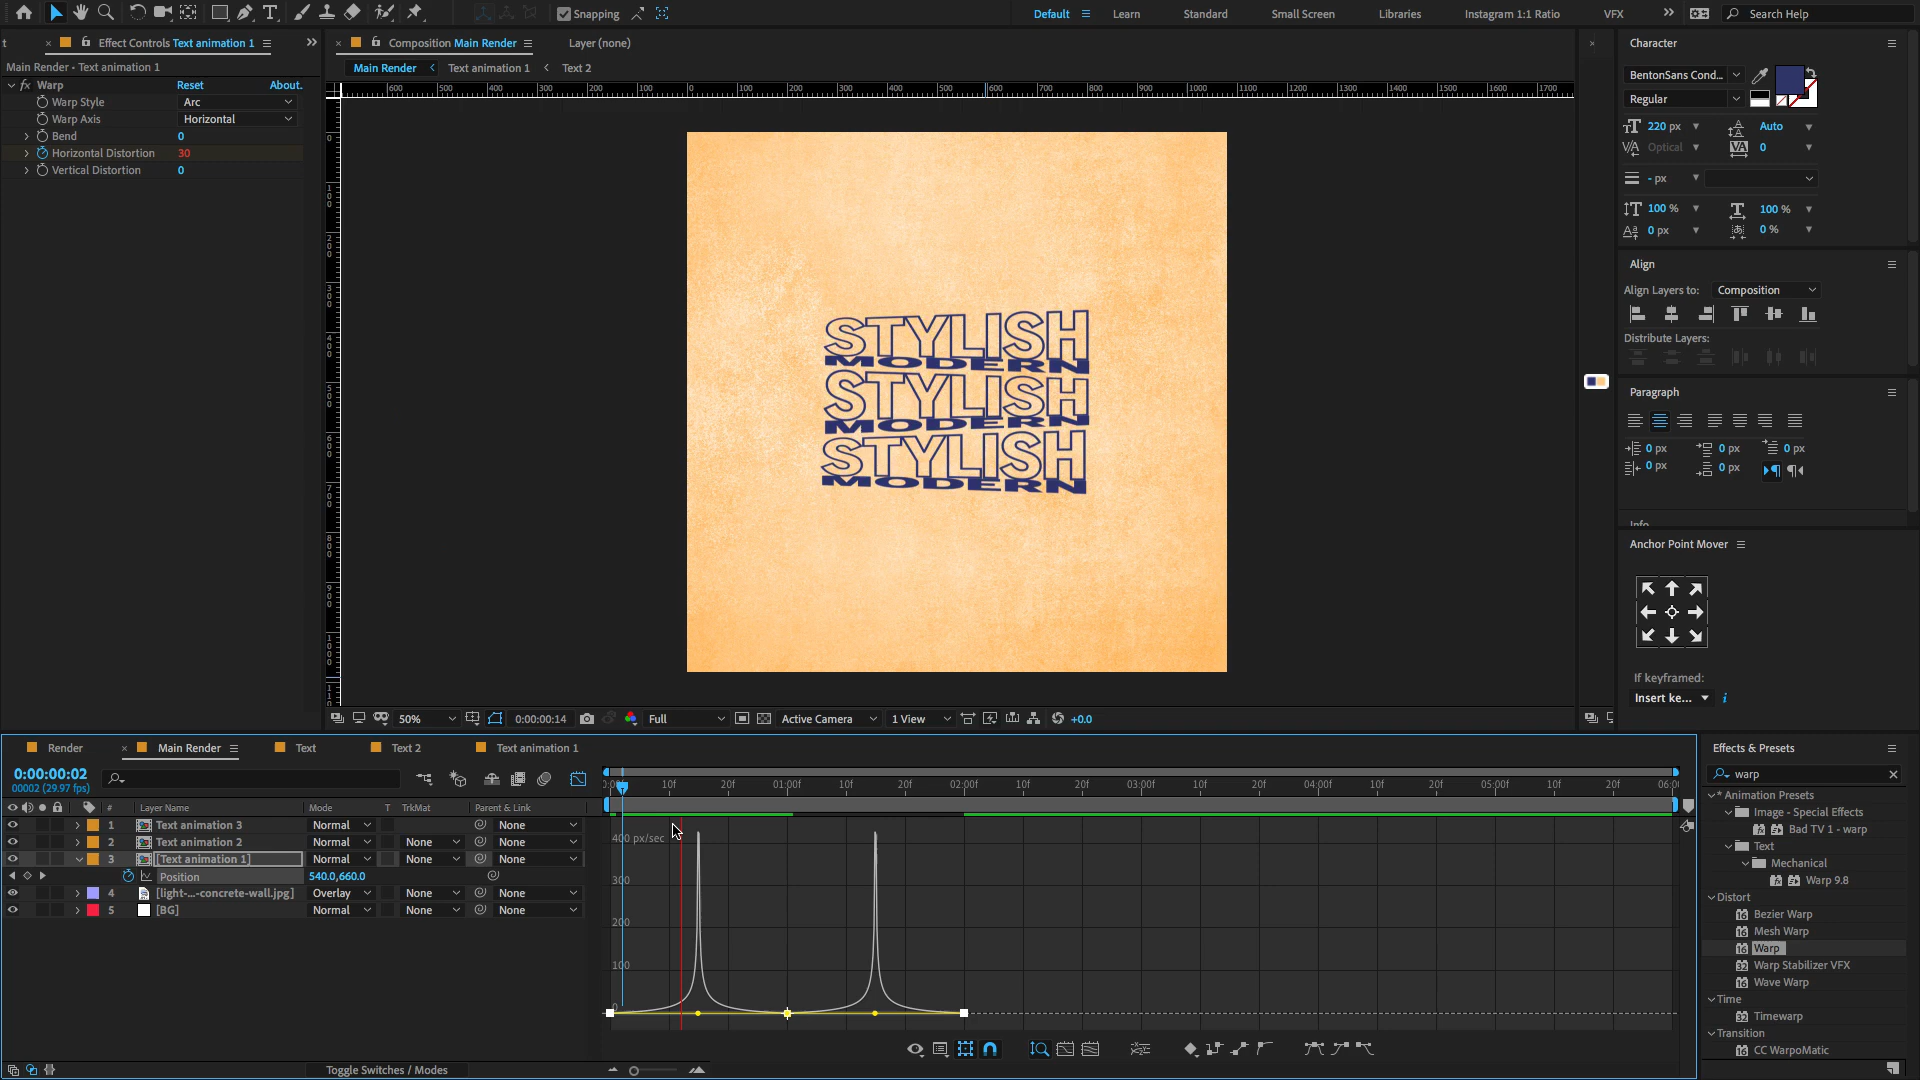 Snapping
Default
Learn
Standard
Small Screen
Libraries
Instagram 1:1 Ratio
VFX
Search Help
Effect Controls Text animation 1
Main Render • Text animation 1
fx Warp Reset About.
Warp Style Arc
Warp Axis Horizontal
Bend 0
Horizontal Distortion 30
Vertical Distortion 0
Composition Main Render
Layer (none)
Main Render Text animation 1 Text 2
STYLISH
MODERN
STYLISH
MODERN
STYLISH
MODERN
50% 0:00:00:14 Full Active Camera 1 View +0.0
Character
BentonSans Cond...
Regular
220 px Auto
Optical 0
- px
100 % 100 %
0 px 0 %
Align
Align Layers to: Composition
Distribute Layers:
Paragraph
0 px 0 px 0 px
0 px 0 px
Info
Anchor Point Mover
If keyframed:
Insert ke... i
Render Main Render Text Text 2 Text animation 1
0:00:00:02
00002 (29.97 fps)
# Layer Name Mode T TrkMat Parent & Link
1 Text animation 3 Normal None
2 Text animation 2 Normal None None
3 [Text animation 1] Normal None None
Position 540.0,660.0
4 [light-...-concrete-wall.jpg] Overlay None None
5 [BG] Normal None None
10f 20f 01:00f 10f 20f 02:00f 10f 20f 03:00f 10f 20f 04:00f 10f 20f 05:00f 10f 20f 06:0
400 px/sec
300
200
100
0
Toggle Switches / Modes
Effects & Presets
warp
* Animation Presets
Image - Special Effects
Bad TV 1 - warp
Text
Mechanical
Warp 9.8
Distort
Bezier Warp
Mesh Warp
Warp
Warp Stabilizer VFX
Wave Warp
Time
Timewarp
Transition
CC WarpoMatic